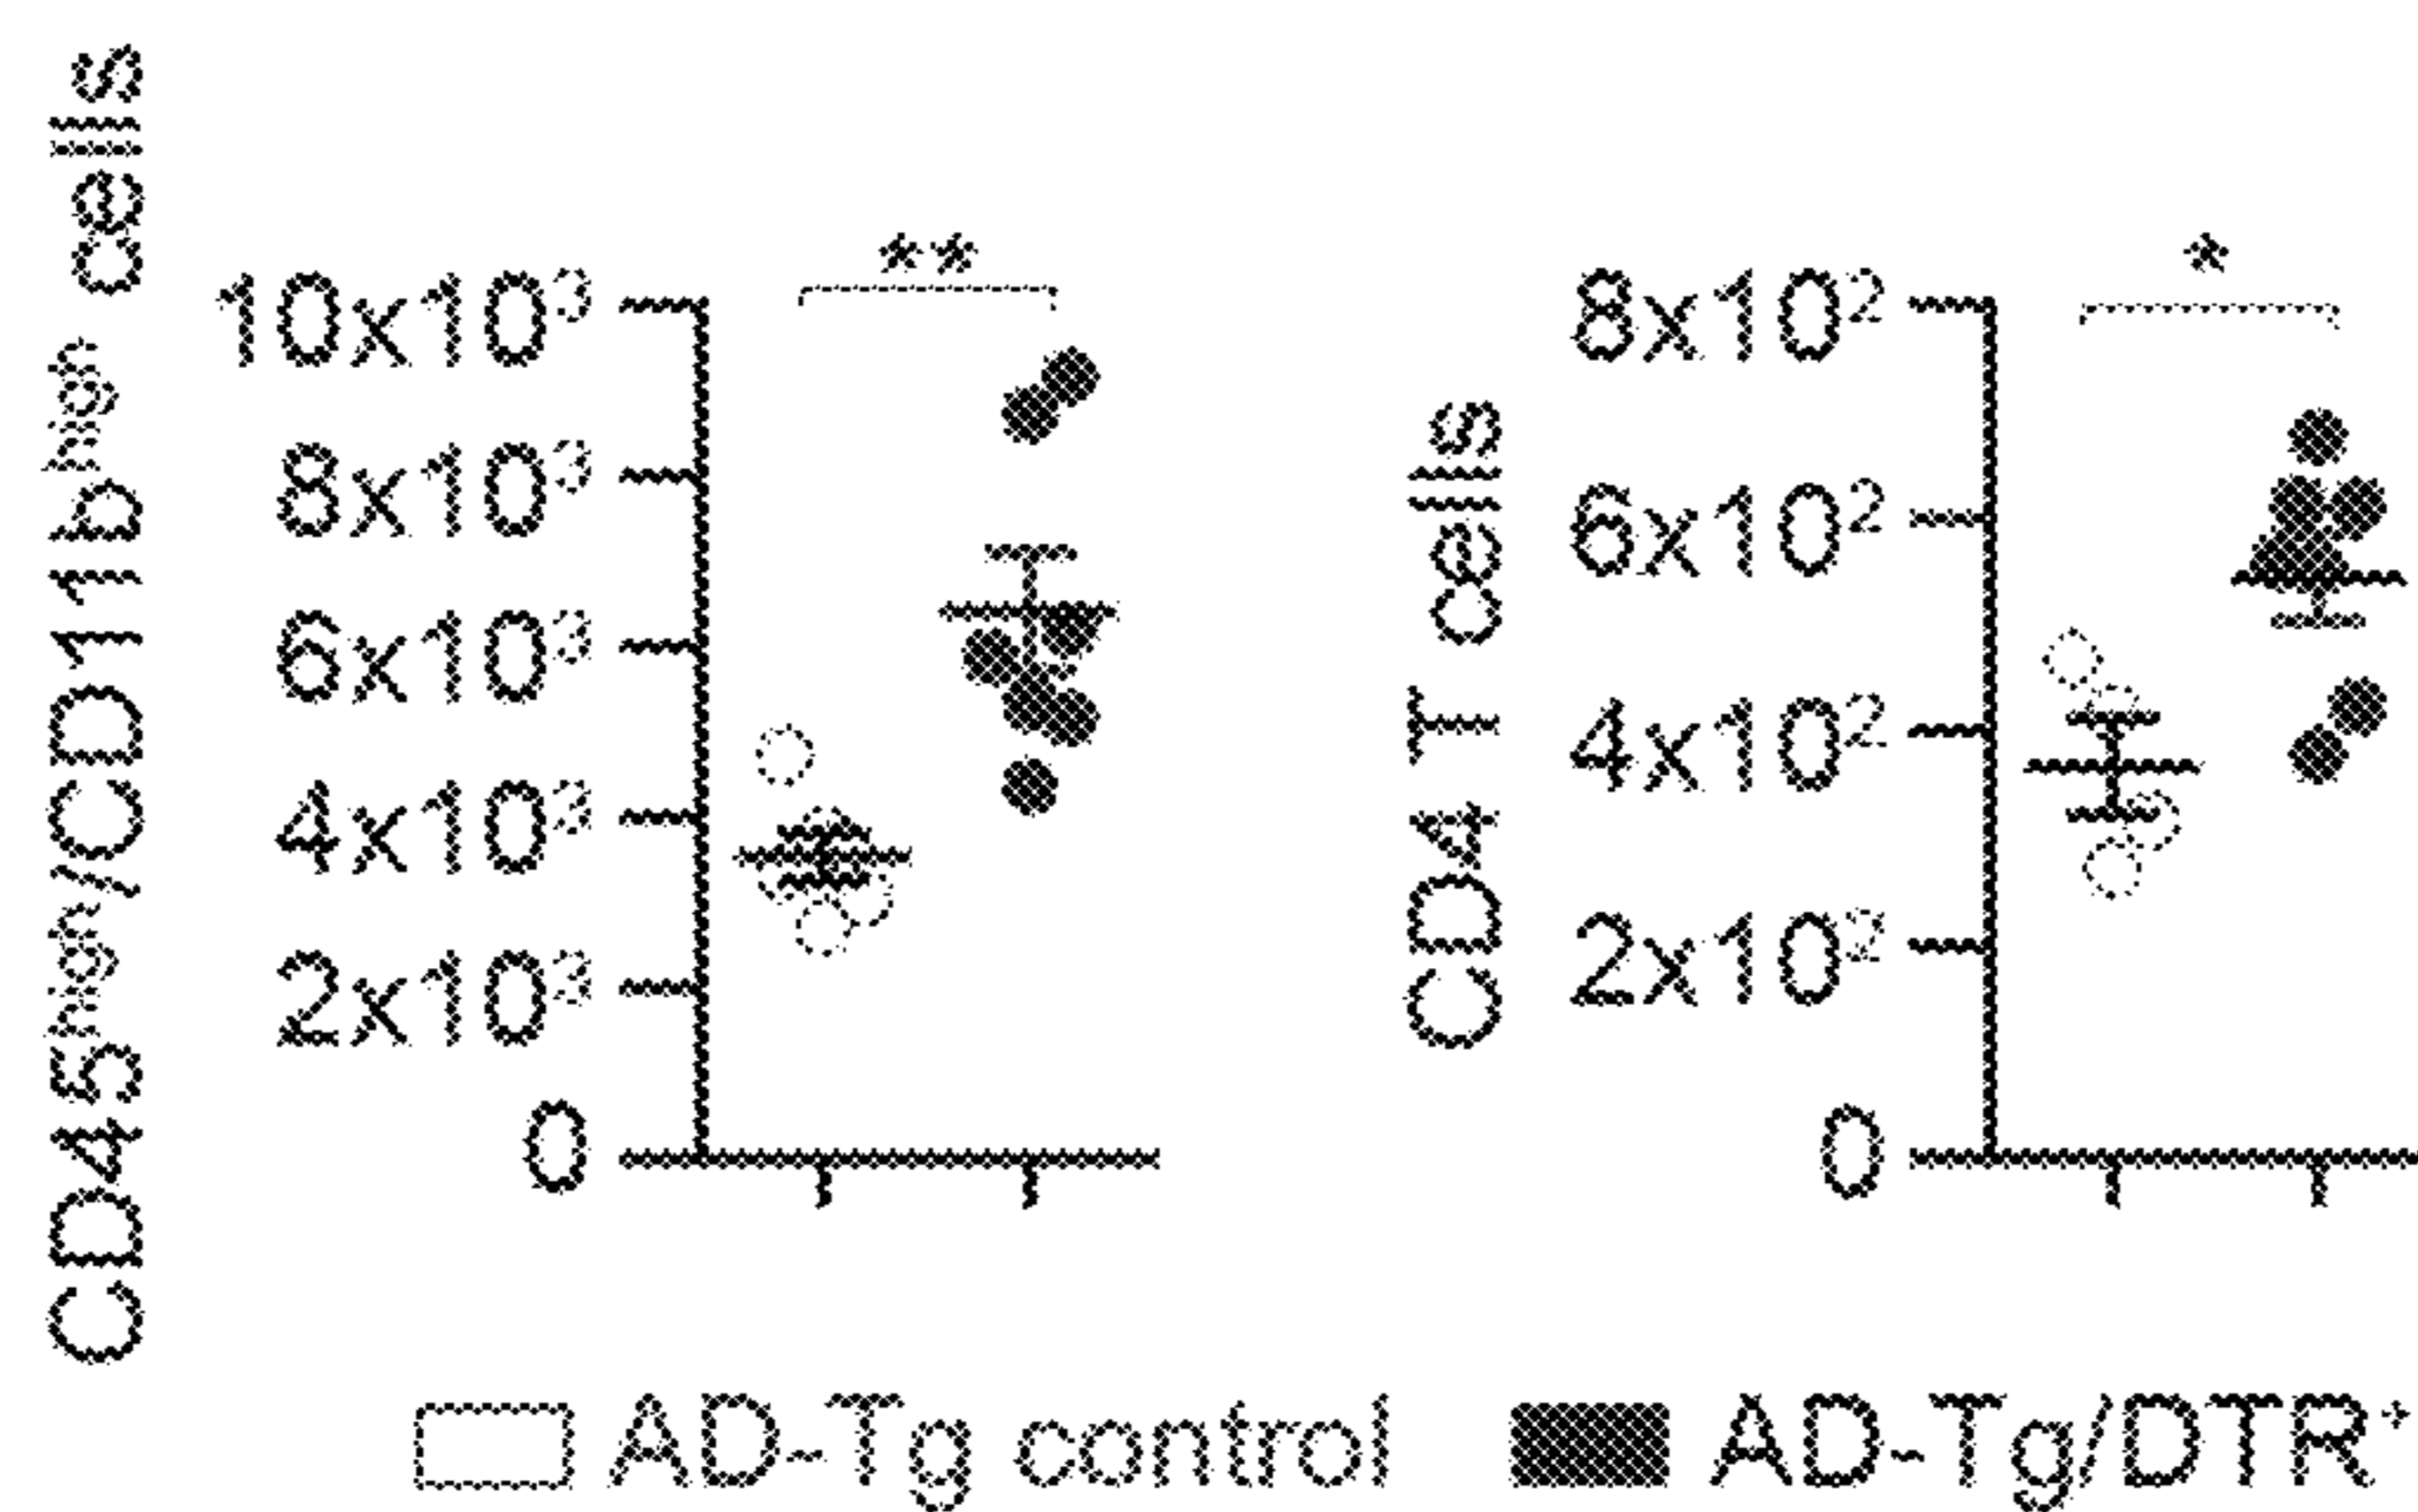 CD45ʰⁱᵍʰ/CD11bʰⁱᵍʰ cells
**
10x10³
8x10³
6x10³
4x10³
2x10³
0
CD4 T cells
*
8x10²
6x10²
4x10²
2x10²
0
AD-Tg control
AD-Tg/DTR⁺